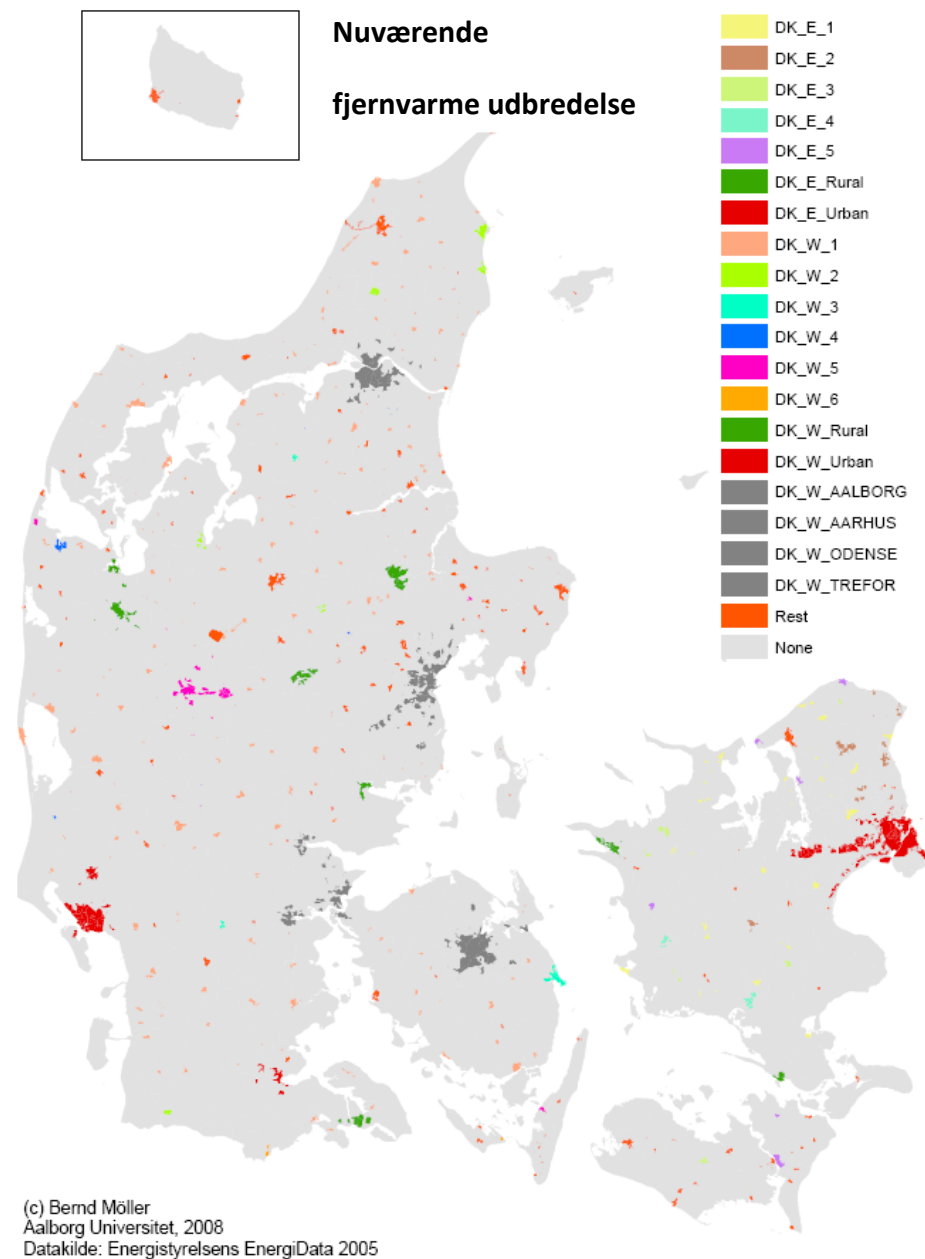 Nuværende
fjernvarme udbredelse
DK_E_1
DK_E_2
DK_E_3
DK_E_4
DK_E_5
DK_E_Rural
DK_E_Urban
DK_W_1
DK_W_2
DK_W_3
DK_W_4
DK_W_5
DK_W_6
DK_W_Rural
DK_W_Urban
DK_W_AALBORG
DK_W_AARHUS
DK_W_ODENSE
DK_W_TREFOR
Rest
None
(c) Bernd Möller
Aalborg Universitet, 2008
Datakilde: Energistyrelsens EnergiData 2005